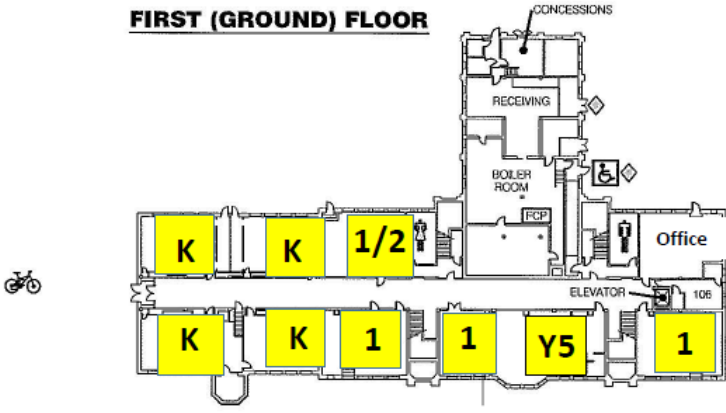 FIRST (GROUND) FLOOR
CONCESSIONS
RECEIVING
BOILER
ROOM
FCP
K
K
1/2
Office
ELEVATOR
106
K
K
1
1
Y5
1